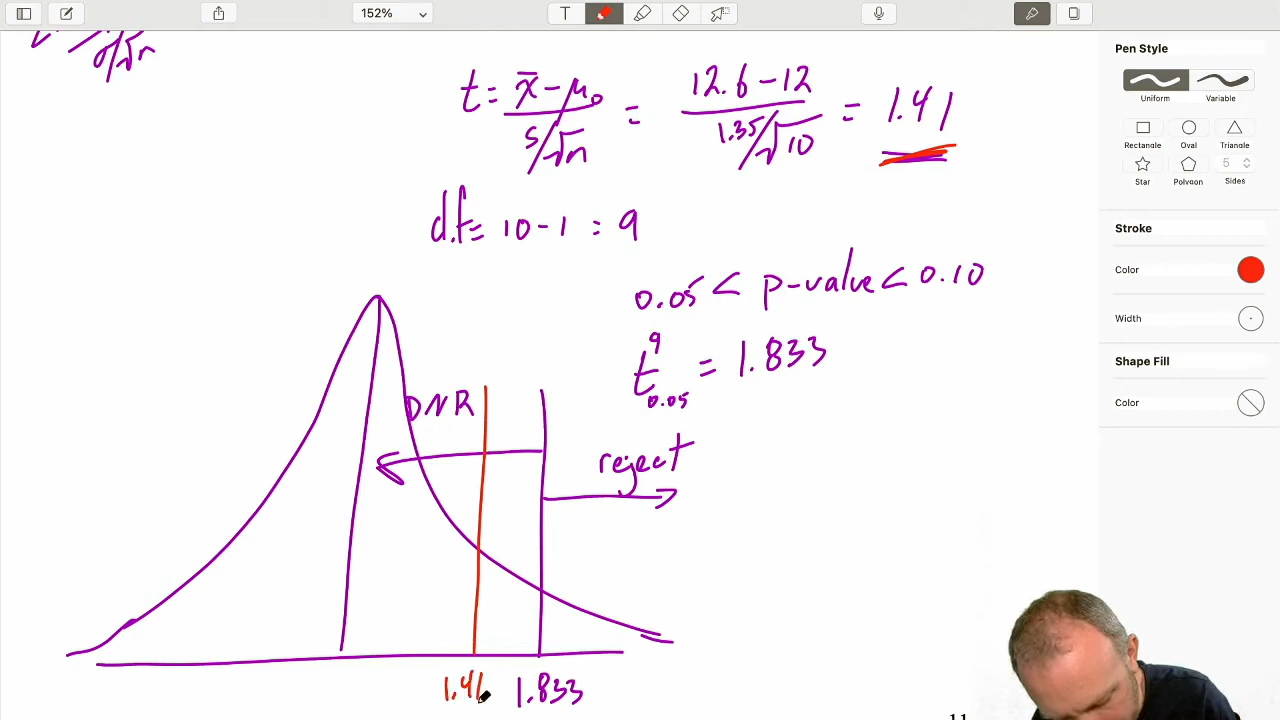 152%
T
σ/√n
t = x̄ - μ₀ / s/√n = 12.6 - 12 / 1.35/√10 = 1.41
d.f = 10 - 1 = 9
0.05 < p-value < 0.10
t⁹₀.₀₅ = 1.833
DNR
reject
1.41 1.833
11
Pen Style
Uniform Variable
Rectangle Oval Triangle
5
Star Polygon Sides
Stroke
Color
Width
Shape Fill
Color